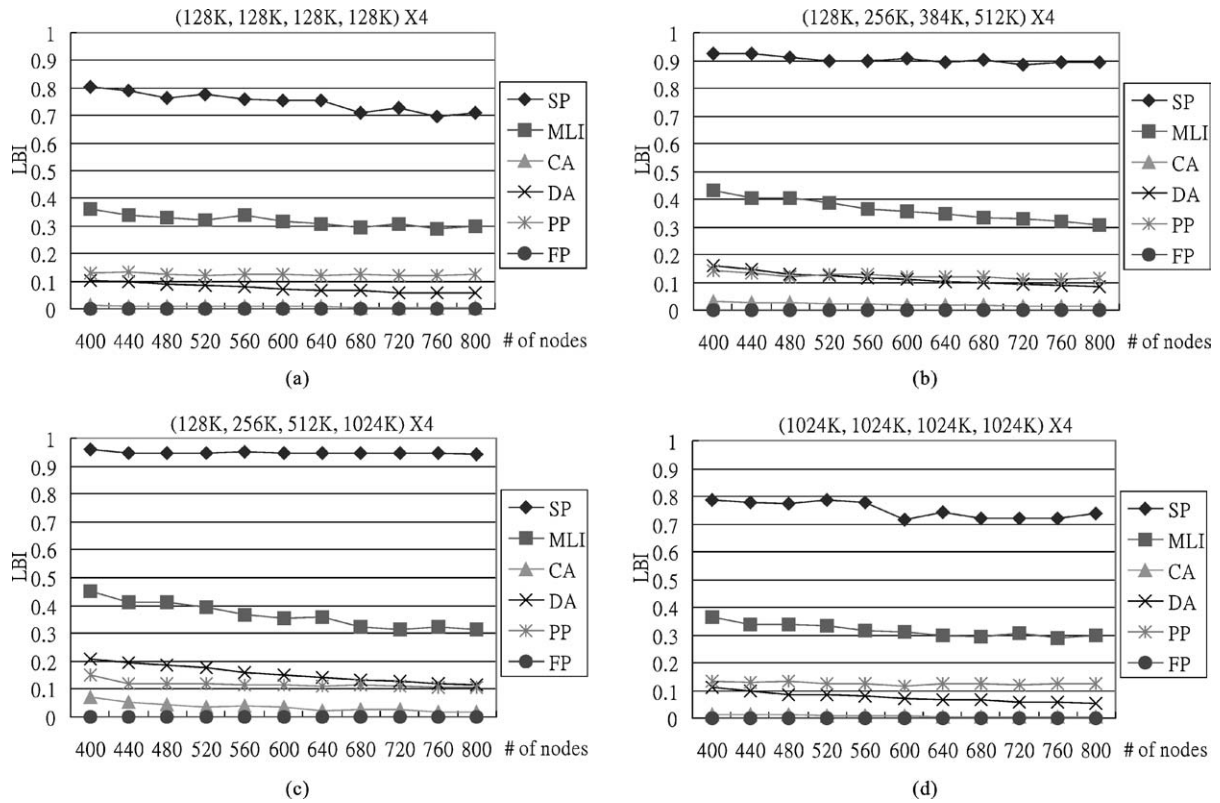 (128K, 128K, 128K, 128K) X4
1
0.9
0.8
0.7
0.6
0.5
0.4
0.3
0.2
0.1
0
LBI
400 440 480 520 560 600 640 680 720 760 800 # of nodes
SP
MLI
CA
DA
PP
FP
(a)
(128K, 256K, 384K, 512K) X4
1
0.9
0.8
0.7
0.6
0.5
0.4
0.3
0.2
0.1
0
LBI
400 440 480 520 560 600 640 680 720 760 800 # of nodes
SP
MLI
CA
DA
PP
FP
(b)
(128K, 256K, 512K, 1024K) X4
1
0.9
0.8
0.7
0.6
0.5
0.4
0.3
0.2
0.1
0
LBI
400 440 480 520 560 600 640 680 720 760 800 # of nodes
SP
MLI
CA
DA
PP
FP
(c)
(1024K, 1024K, 1024K, 1024K) X4
1
0.9
0.8
0.7
0.6
0.5
0.4
0.3
0.2
0.1
0
LBI
400 440 480 520 560 600 640 680 720 760 800 # of nodes
SP
MLI
CA
DA
PP
FP
(d)